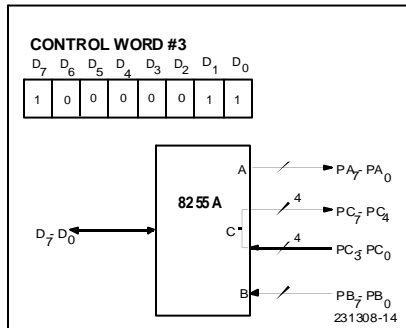 CONTROL WORD #3
D7 D6 D5 D4 D3 D2 D1 D0
1 0 0 0 0 0 1 1
A
PA7-PA0
8255A
4
PC7-PC4
D7-D0
C
4
PC3-PC0
B
PB7-PB0
231308-14